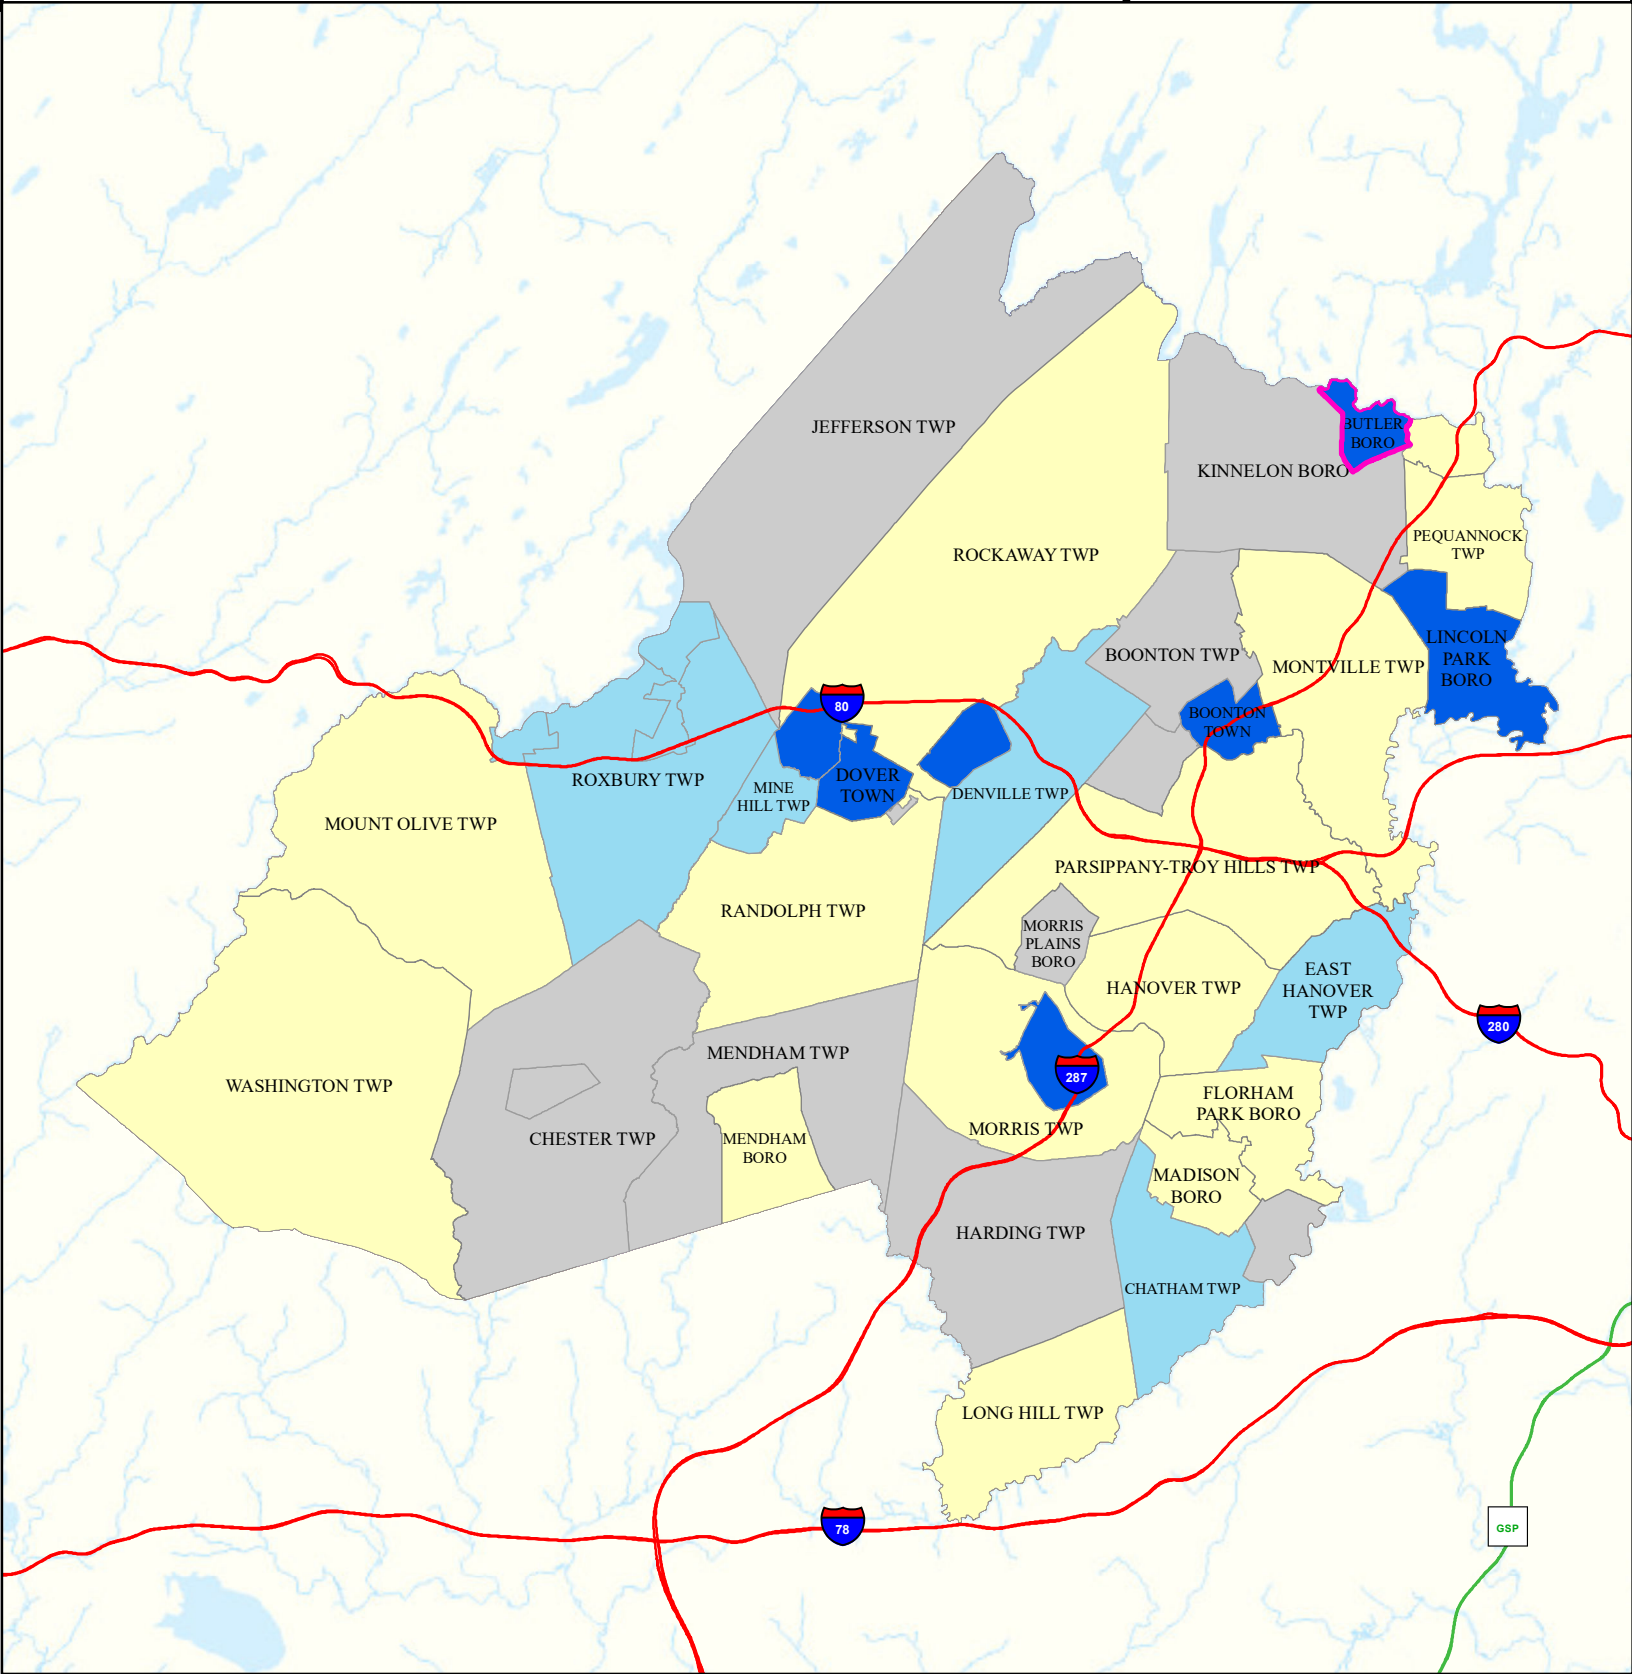 JEFFERSON TWP
BUTLER
BORO
KINNELON BORO
PEQUANNOCK
TWP
ROCKAWAY TWP
LINCOLN
PARK
BORO
BOONTON TWP
MONTVILLE TWP
80
BOONTON
TOWN
ROXBURY TWP
MINE
HILL TWP
DOVER
TOWN
DENVILLE TWP
MOUNT OLIVE TWP
PARSIPPANY-TROY HILLS TWP
RANDOLPH TWP
MORRIS
PLAINS
BORO
EAST
HANOVER
TWP
HANOVER TWP
280
MENDHAM TWP
287
WASHINGTON TWP
FLORHAM
PARK BORO
CHESTER TWP
MENDHAM
BORO
MORRIS TWP
MADISON
BORO
HARDING TWP
CHATHAM TWP
LONG HILL TWP
78
GSP